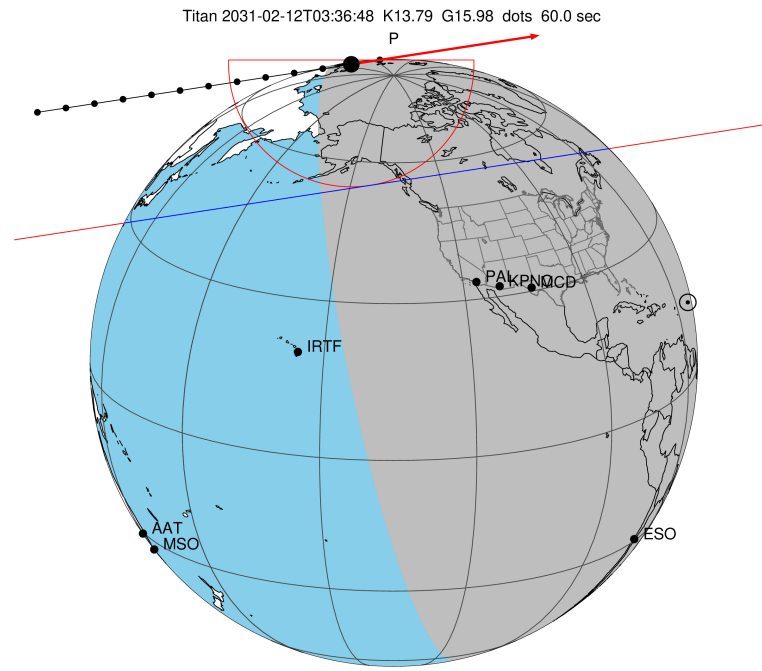 Titan 2031-02-12T03:36:48 K13.79 G15.98 dots 60.0 sec
P
PAL KPNO MCD
IRTF
AAT
MSO
ESO